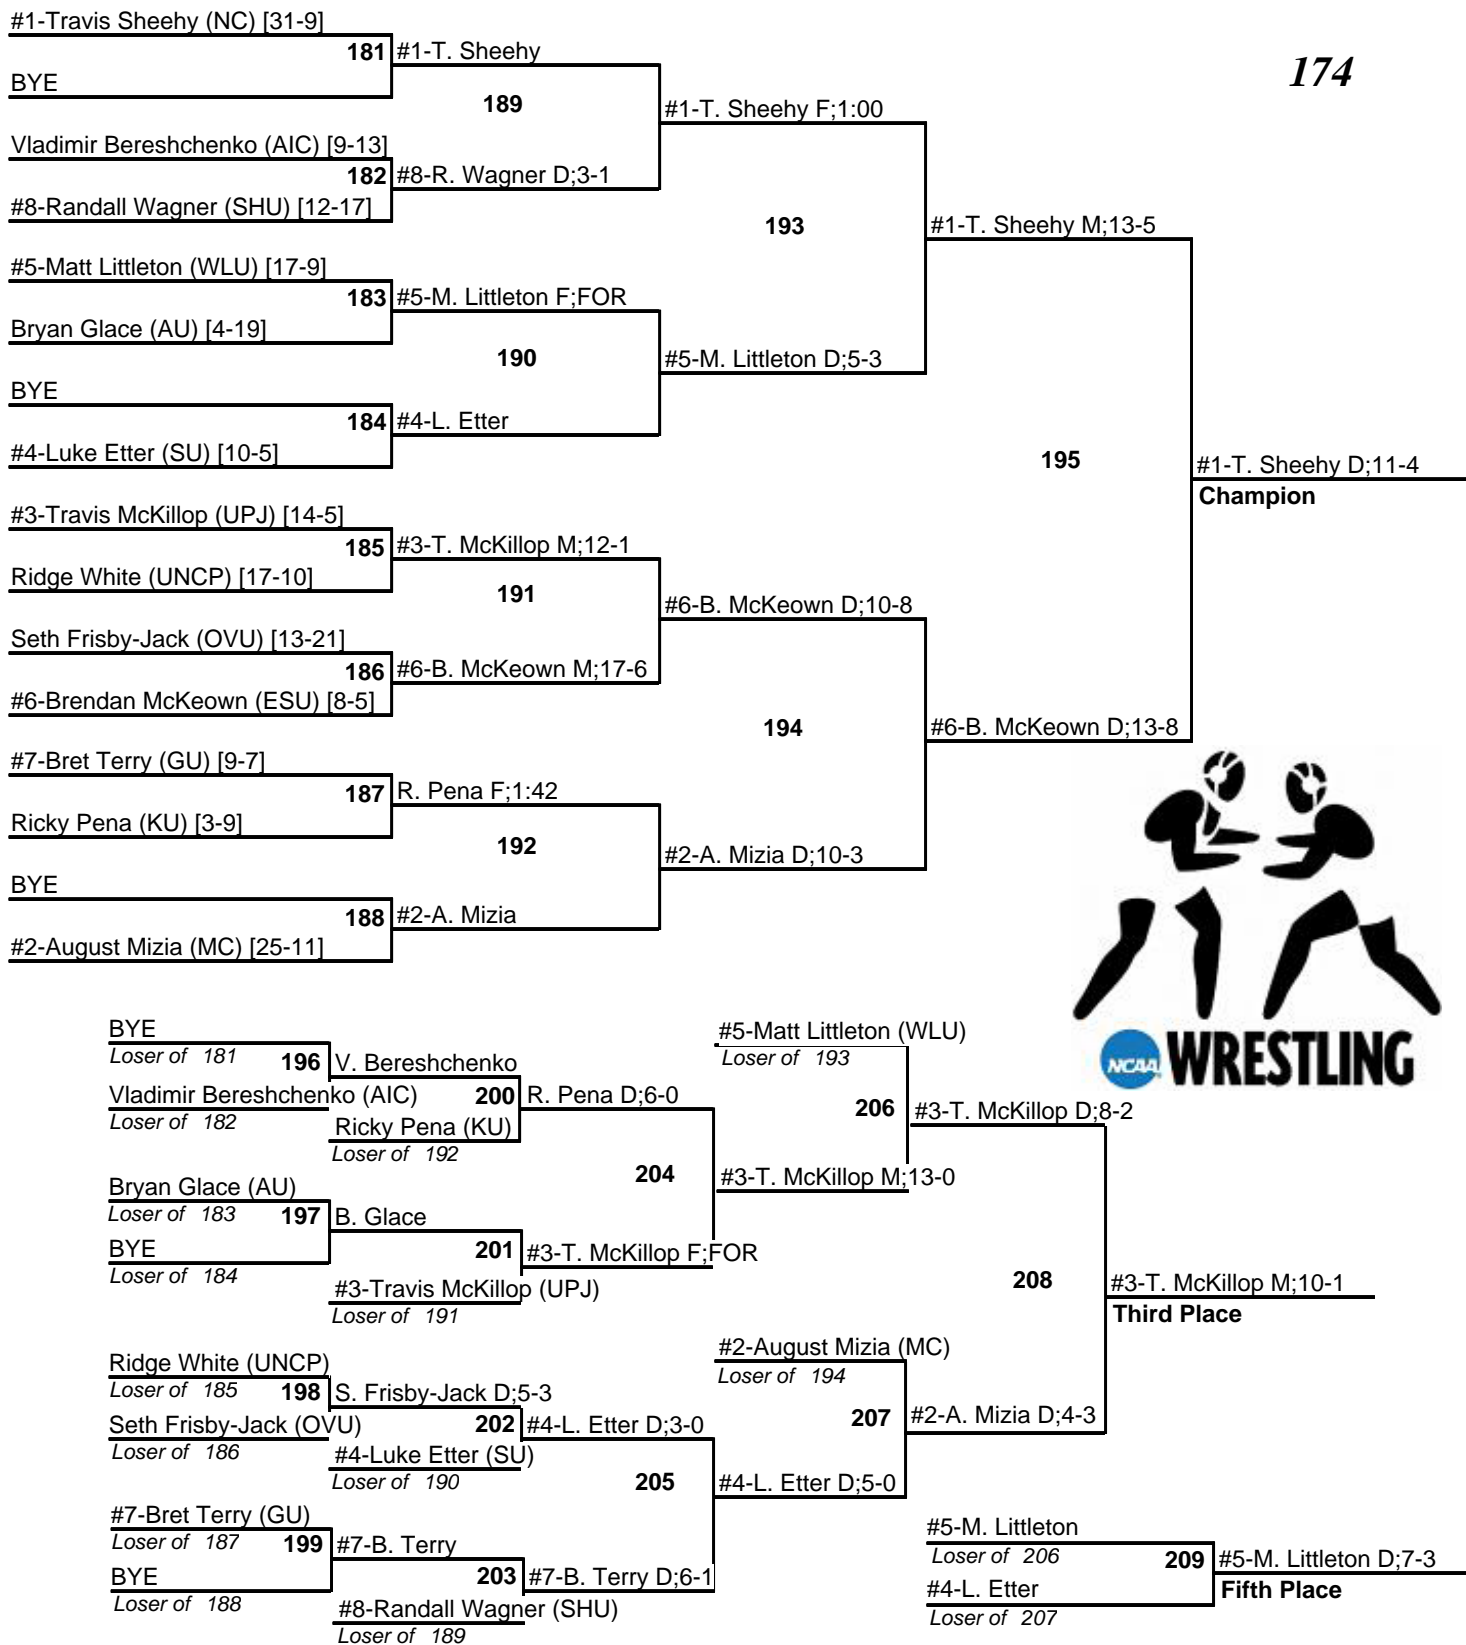 #1-Travis Sheehy (NC) [31-9]
181 #1-T. Sheehy
174
BYE
189
#1-T. Sheehy F;1:00
Vladimir Bereshchenko (AIC) [9-13]
182 #8-R. Wagner D;3-1
#8-Randall Wagner (SHU) [12-17]
193
#1-T. Sheehy M;13-5
#5-Matt Littleton (WLU) [17-9]
183 #5-M. Littleton F;FOR
Bryan Glace (AU) [4-19]
190
#5-M. Littleton D;5-3
BYE
184 #4-L. Etter
#4-Luke Etter (SU) [10-5]
195
#1-T. Sheehy D;11-4
Champion
#3-Travis McKillop (UPJ) [14-5]
185 #3-T. McKillop M;12-1
Ridge White (UNCP) [17-10]
191
#6-B. McKeown D;10-8
Seth Frisby-Jack (OVU) [13-21]
186 #6-B. McKeown M;17-6
#6-Brendan McKeown (ESU) [8-5]
194
#6-B. McKeown D;13-8
#7-Bret Terry (GU) [9-7]
187 R. Pena F;1:42
Ricky Pena (KU) [3-9]
192
#2-A. Mizia D;10-3
BYE
188 #2-A. Mizia
#2-August Mizia (MC) [25-11]
NCAA WRESTLING
BYE
Loser of 181
196 V. Bereshchenko
Vladimir Bereshchenko (AIC)
Loser of 182
200 R. Pena D;6-0
Ricky Pena (KU)
Loser of 192
#5-Matt Littleton (WLU)
Loser of 193
206 #3-T. McKillop D;8-2
204
#3-T. McKillop M;13-0
Bryan Glace (AU)
Loser of 183
197 B. Glace
BYE
Loser of 184
201 #3-T. McKillop F;FOR
#3-Travis McKillop (UPJ)
Loser of 191
208
#3-T. McKillop M;10-1
Third Place
Ridge White (UNCP)
Loser of 185
198 S. Frisby-Jack D;5-3
Seth Frisby-Jack (OVU)
Loser of 186
202 #4-L. Etter D;3-0
#4-Luke Etter (SU)
Loser of 190
#2-August Mizia (MC)
Loser of 194
207 #2-A. Mizia D;4-3
205
#4-L. Etter D;5-0
#7-Bret Terry (GU)
Loser of 187
199 #7-B. Terry
BYE
Loser of 188
203 #7-B. Terry D;6-1
#8-Randall Wagner (SHU)
Loser of 189
#5-M. Littleton
Loser of 206
209 #5-M. Littleton D;7-3
#4-L. Etter
Fifth Place
Loser of 207